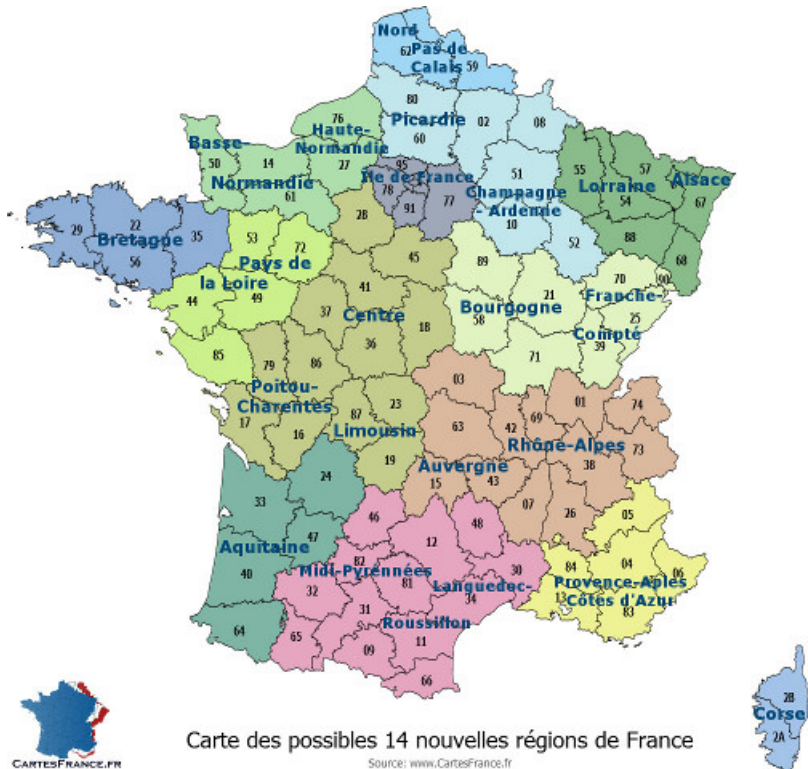 Nord
62
Pas de
Calais
59
80
Picardie
02
08
60
76
Haute-
Normandie
27
Basse-
50
14
Normandie
61
95
Île de France
78
91
77
51
Champagne
- Ardenne
10
52
55
57
Lorraine
54
Alsace
67
88
68
29
22
Bretagne
35
56
53
72
Pays de
la Loire
44
49
85
28
45
41
37
Centre
18
36
79
86
Poitou-
Charentes
17
16
87
23
Limousin
19
89
Bourgogne
21
58
71
70
90
Franche-
25
Compté
39
03
63
Auvergne
15
43
42
69
01
74
Rhône-Alpes
38
73
07
26
24
33
47
Aquitaine
40
64
46
12
48
82
Midi-Pyrénnées
81
32
31
65
09
30
Languedoc-
34
Roussillon
11
66
05
84
04
06
Provence-Aples
13
Côtes d'Azur
83
2B
Corse
2A
CARTESFRANCE.FR
Carte des possibles 14 nouvelles régions de France
Source: www.CartesFrance.fr